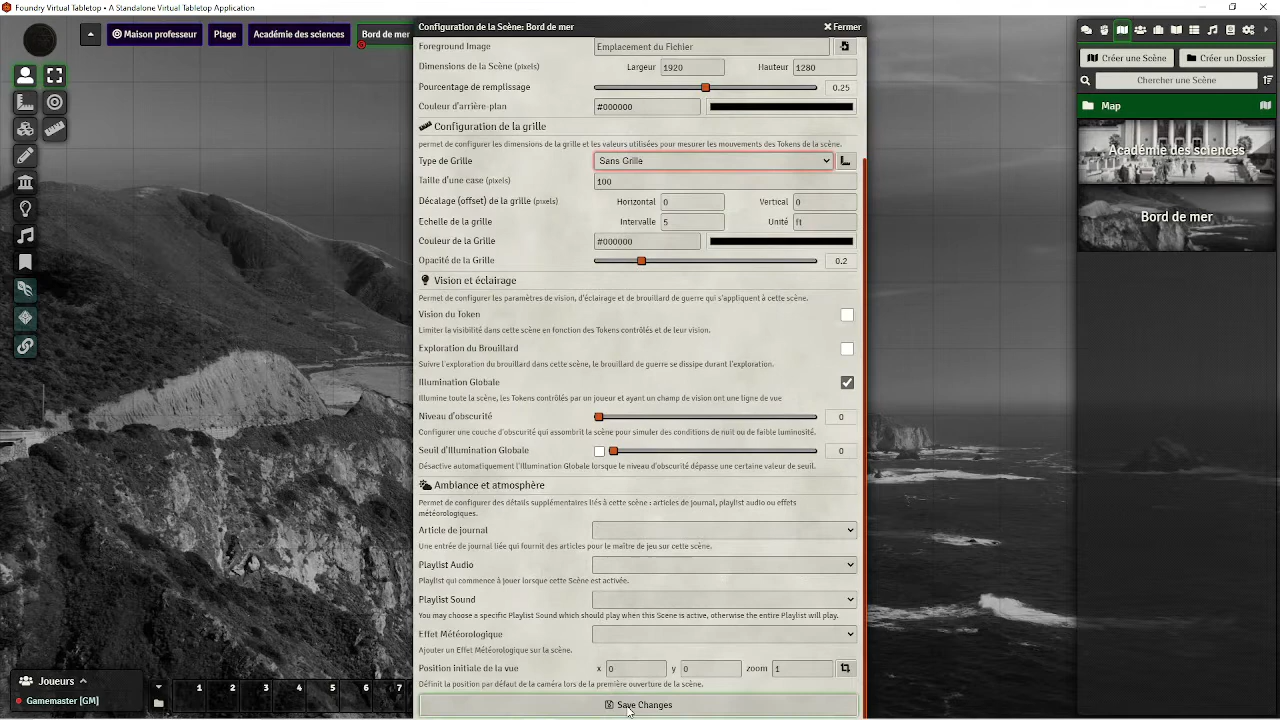 Foundry Virtual Tabletop • A Standalone Virtual Tabletop Application
Maison professeur
Plage
Académie des sciences
Bord de mer
Configuration de la Scène: Bord de mer
Fermer
Foreground Image
Emplacement du Fichier
Dimensions de la Scène (pixels)
Largeur
1920
Hauteur
1280
Pourcentage de remplissage
0.25
Couleur d'arrière-plan
#000000
Configuration de la grille
permet de configurer les dimensions de la grille et les valeurs utilisées pour mesurer les mouvements des Tokens de la scène.
Type de Grille
Sans Grille
Taille d'une case (pixels)
100
Décalage (offset) de la grille (pixels)
Horizontal
0
Vertical
0
Echelle de la grille
Intervalle
5
Unité
ft
Couleur de la Grille
#000000
Opacité de la Grille
0.2
Vision et éclairage
Permet de configurer les paramètres de vision, d'éclairage et de brouillard de guerre qui s'appliquent à cette scène.
Vision du Token
Limiter la visibilité dans cette scène en fonction des Tokens contrôlés et de leur vision.
Exploration du Brouillard
Suivre l'exploration du brouillard dans cette scène, le brouillard de guerre se dissipe durant l'exploration.
Illumination Globale
Illumine toute la scène, les Tokens contrôlés par un joueur et ayant un champ de vision ont une ligne de vue
Niveau d'obscurité
0
Configurer une couche d'obscurité qui assombrit la scène pour simuler des conditions de nuit ou de faible luminosité.
Seuil d'Illumination Globale
0
Désactive automatiquement l'Illumination Globale lorsque le niveau d'obscurité dépasse une certaine valeur de seuil.
Ambiance et atmosphère
Permet de configurer des détails supplémentaires liés à cette scène : articles de journal, playlist audio ou effets
météorologiques.
Article de journal
Une entrée de journal liée qui fournit des articles pour le maître de jeu sur cette scène.
Playlist Audio
Playlist qui commence à jouer lorsque cette Scène est activée.
Playlist Sound
You may choose a specific Playlist Sound which should play when this Scene is active, otherwise the entire Playlist will play.
Effet Météorologique
Ajouter un Effet Météorologique sur la scène.
Position initiale de la vue
x
0
y
0
zoom
1
Définit la position par défaut de la caméra lors de la première ouverture de la scène.
Save Changes
Créer une Scène
Créer un Dossier
Chercher une Scène
Map
Académie des sciences
Bord de mer
Joueurs
Gamemaster [GM]
1 2 3 4 5 6 7